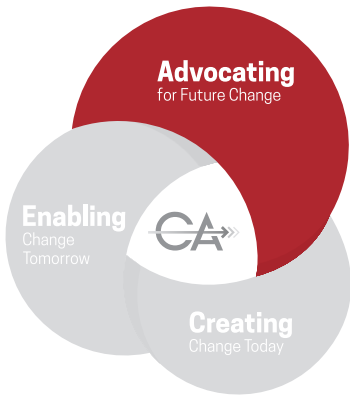 Advocating
for Future Change
Enabling
Change
Tomorrow
CA
Creating
Change Today